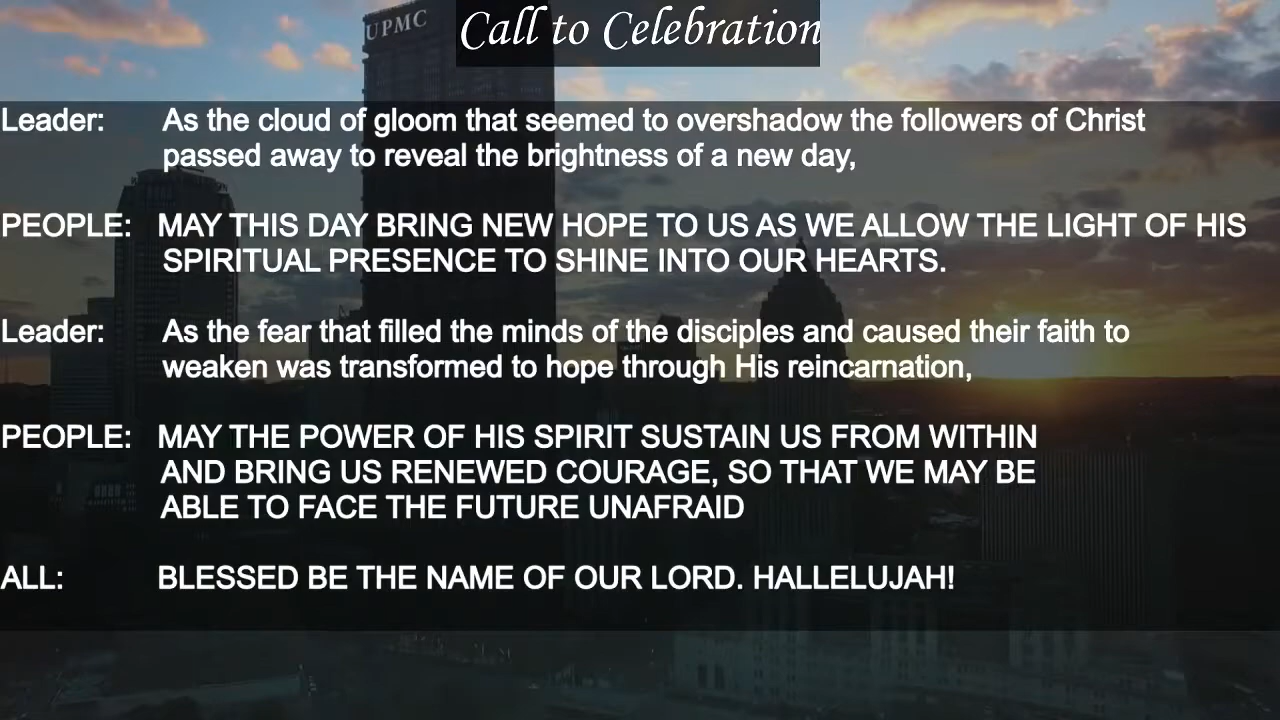 UPMC
Call to Celebration
Leader: As the cloud of gloom that seemed to overshadow the followers of Christ
passed away to reveal the brightness of a new day,
PEOPLE: MAY THIS DAY BRING NEW HOPE TO US AS WE ALLOW THE LIGHT OF HIS
SPIRITUAL PRESENCE TO SHINE INTO OUR HEARTS.
Leader: As the fear that filled the minds of the disciples and caused their faith to
weaken was transformed to hope through His reincarnation,
PEOPLE: MAY THE POWER OF HIS SPIRIT SUSTAIN US FROM WITHIN
AND BRING US RENEWED COURAGE, SO THAT WE MAY BE
ABLE TO FACE THE FUTURE UNAFRAID
ALL: BLESSED BE THE NAME OF OUR LORD. HALLELUJAH!